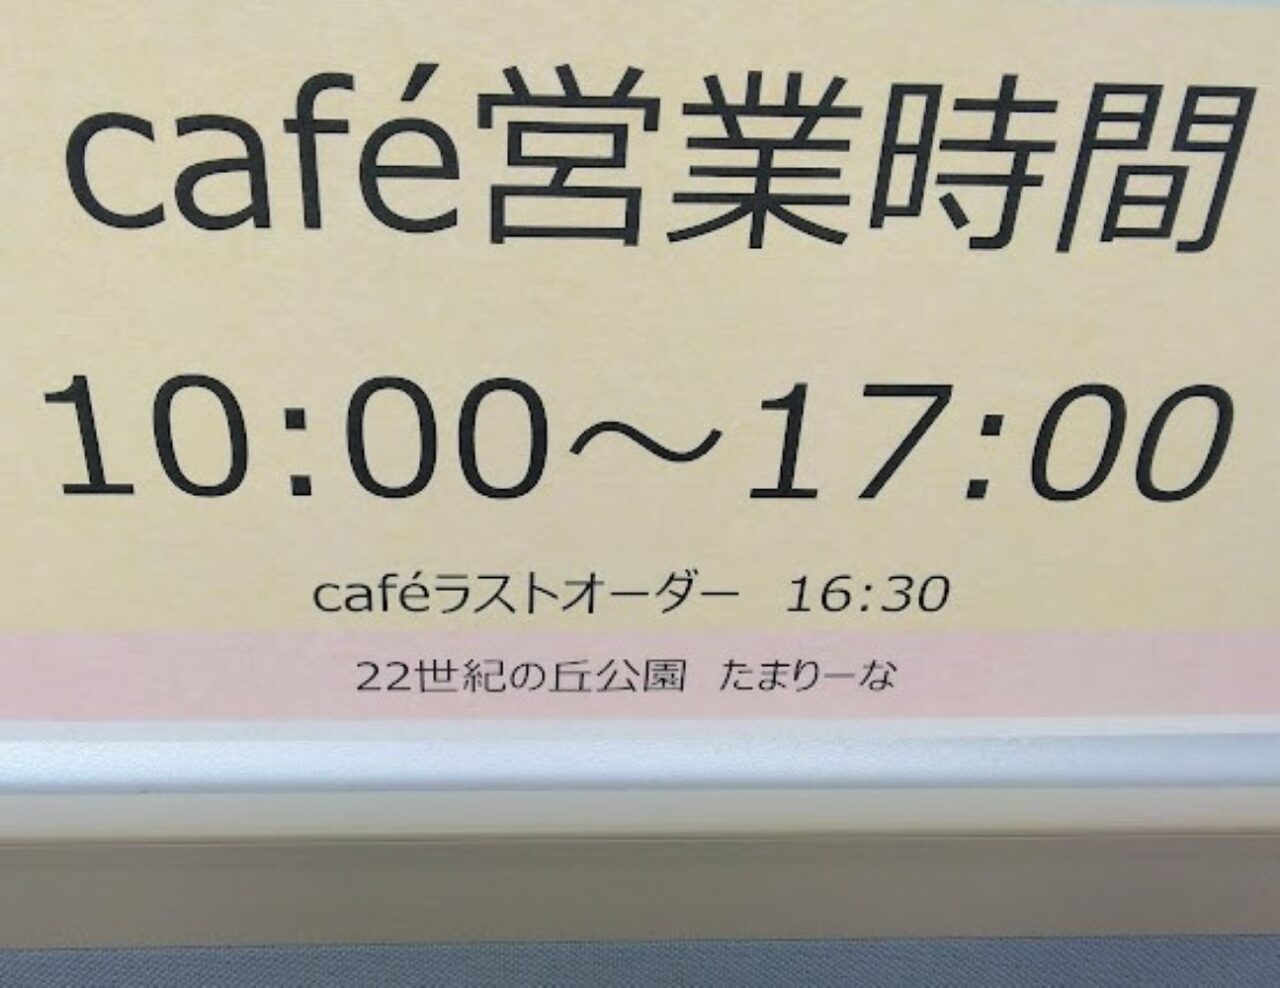 café営業時間
10:00～17:00
caféラストオーダー　16:30
22世紀の丘公園　たまりーな